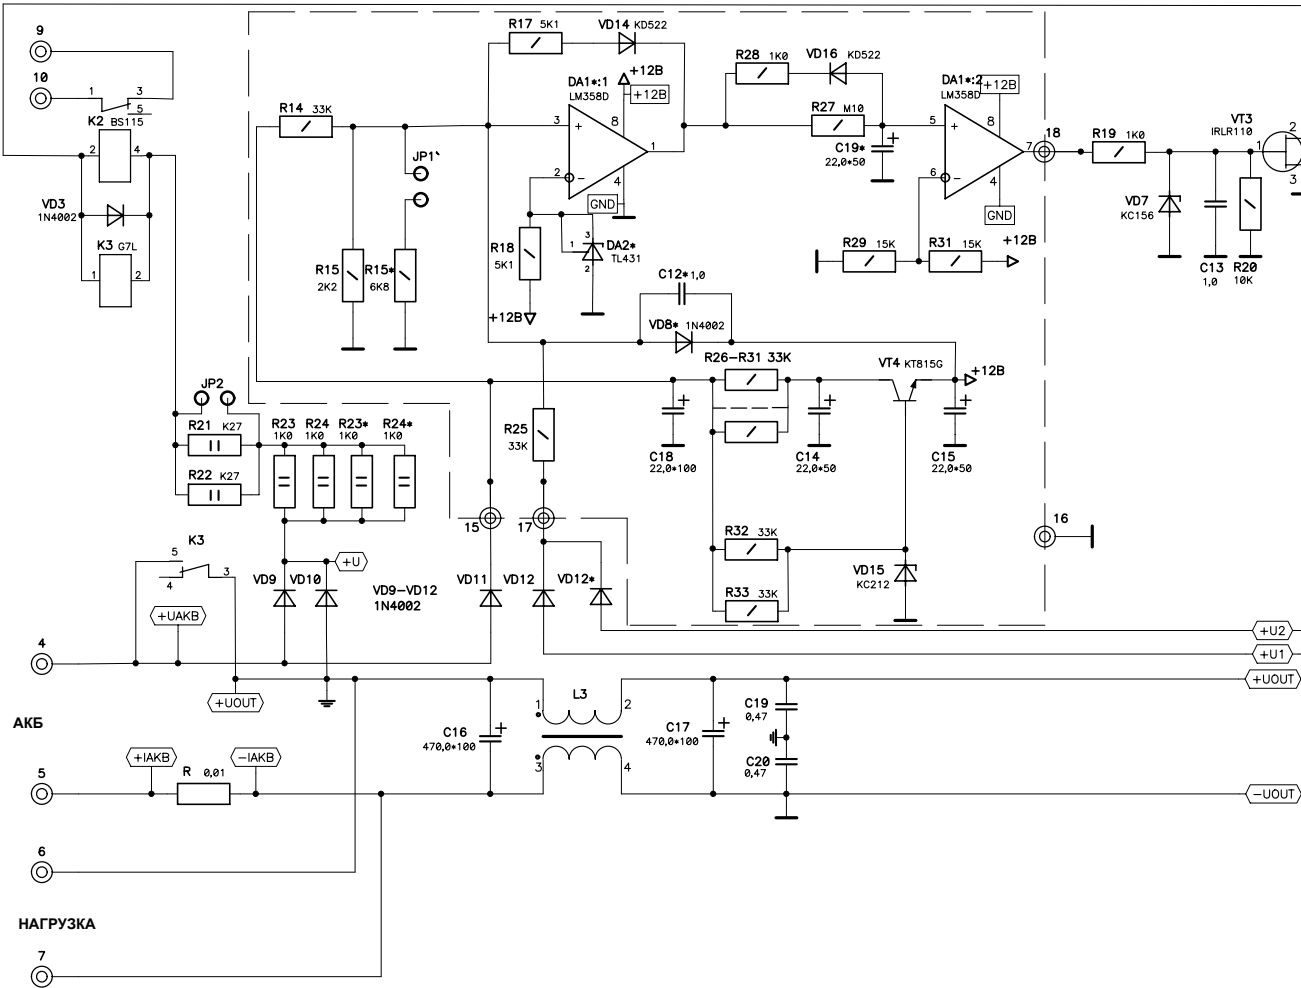 9
10
1
3
5
K2 BS115
2
4
VD3
1N4002
K3 G7L
1
2
R14 33K
JP1`
R15
2K2
R15*
6K8
R17 5K1
VD14 KD522
DA1*:1
LM358D
+12B
+12B
3
8
1
2
4
GND
R18
5K1
3
1
2
DA2*
TL431
+12B
R28 1K0
VD16 KD522
R27 M10
C19*
22,0*50
DA1*:2
LM358D
+12B
5
8
7
6
4
GND
18
R29 15K
R31 15K
+12B
R19 1K0
VT3
IRLR110
1
2
3
VD7
KC156
C13
1,0
R20
10K
C12* 1,0
VD8* 1N4002
R26-R31 33K
VT4 KT815G
+12B
C18
22,0*100
C14
22,0*50
C15
22,0*50
R25
33K
JP2
R21 K27
R22 K27
R23
1K0
R24
1K0
R23*
1K0
R24*
1K0
15
17
16
R32 33K
R33 33K
VD15
KC212
K3
5
4
3
+U
VD9
VD10
VD9-VD12
1N4002
VD11
VD12
VD12*
+UAKB
4
+UOUT
+U2
+U1
+UOUT
L3
1
2
3
4
C16
470,0*100
C17
470,0*100
C19
0,47
C20
0,47
АКБ
+IAKB
-IAKB
R 0,01
5
-UOUT
6
НАГРУЗКА
7